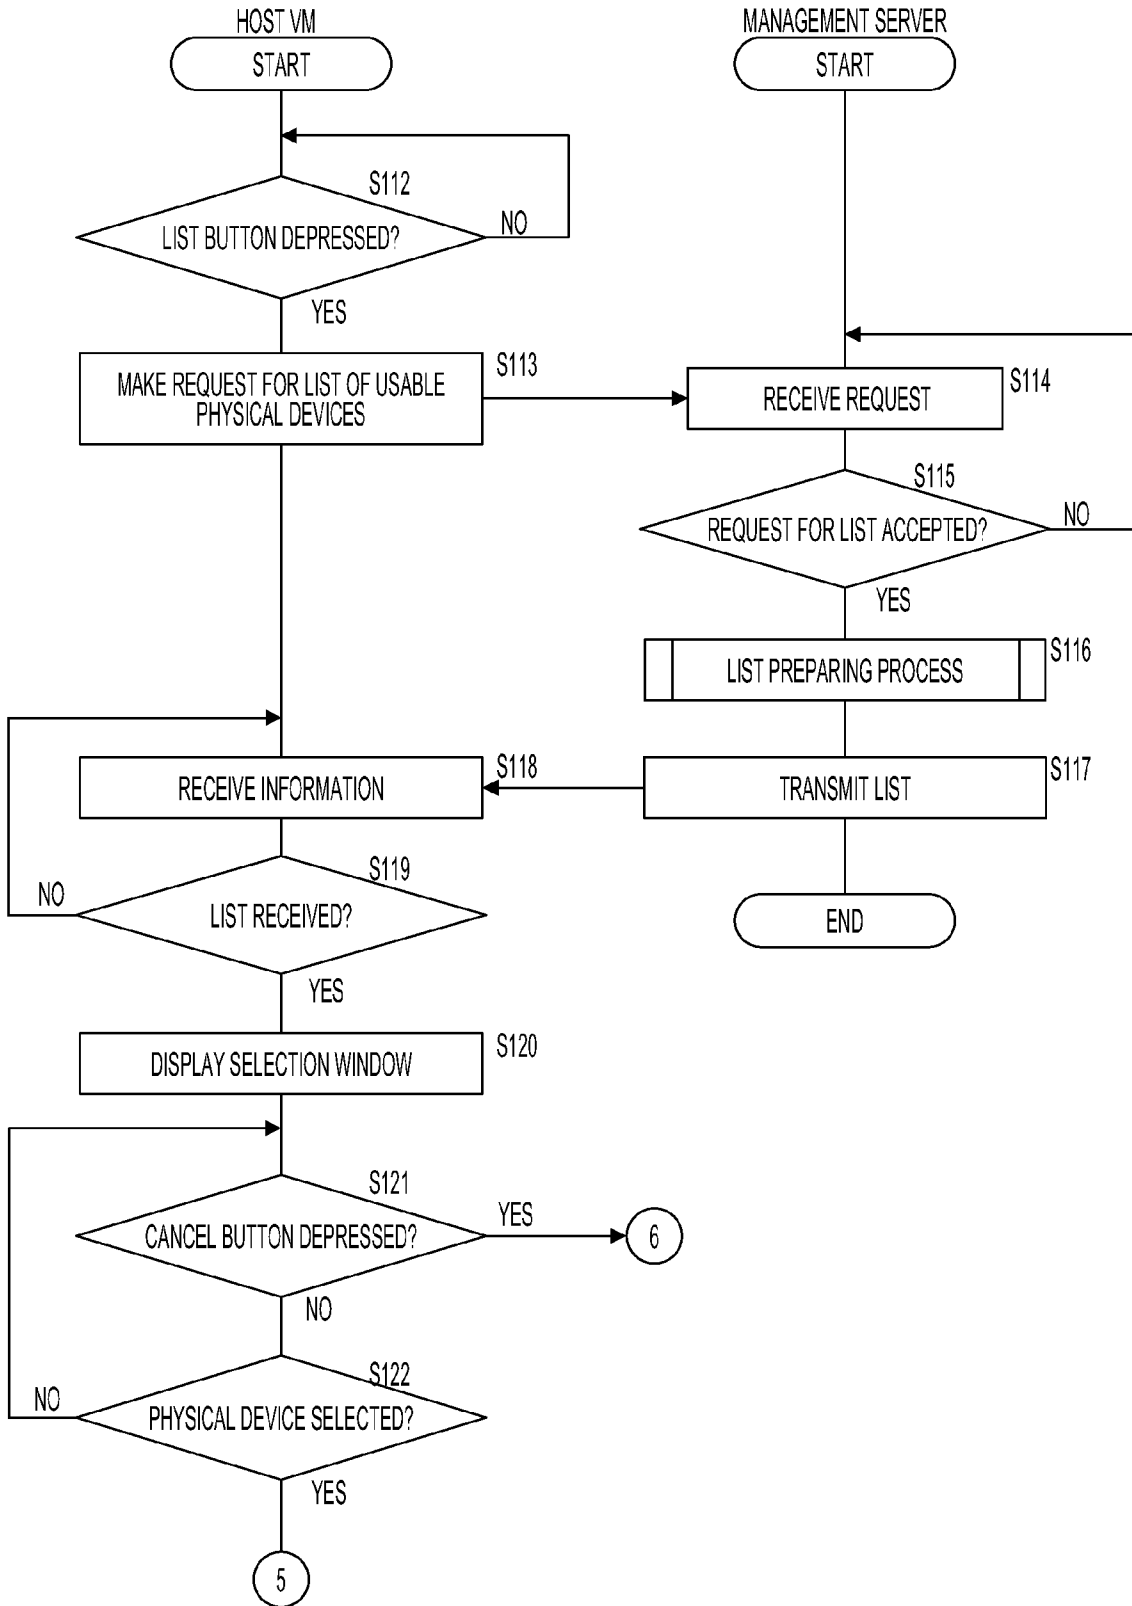 HOST VM
START
S112
LIST BUTTON DEPRESSED?
NO
YES
S113
MAKE REQUEST FOR LIST OF USABLE
PHYSICAL DEVICES
MANAGEMENT SERVER
START
S114
RECEIVE REQUEST
S115
REQUEST FOR LIST ACCEPTED?
NO
YES
S116
LIST PREPARING PROCESS
S117
TRANSMIT LIST
END
S118
RECEIVE INFORMATION
S119
NO
LIST RECEIVED?
YES
S120
DISPLAY SELECTION WINDOW
S121
CANCEL BUTTON DEPRESSED?
YES
6
NO
S122
NO
PHYSICAL DEVICE SELECTED?
YES
5